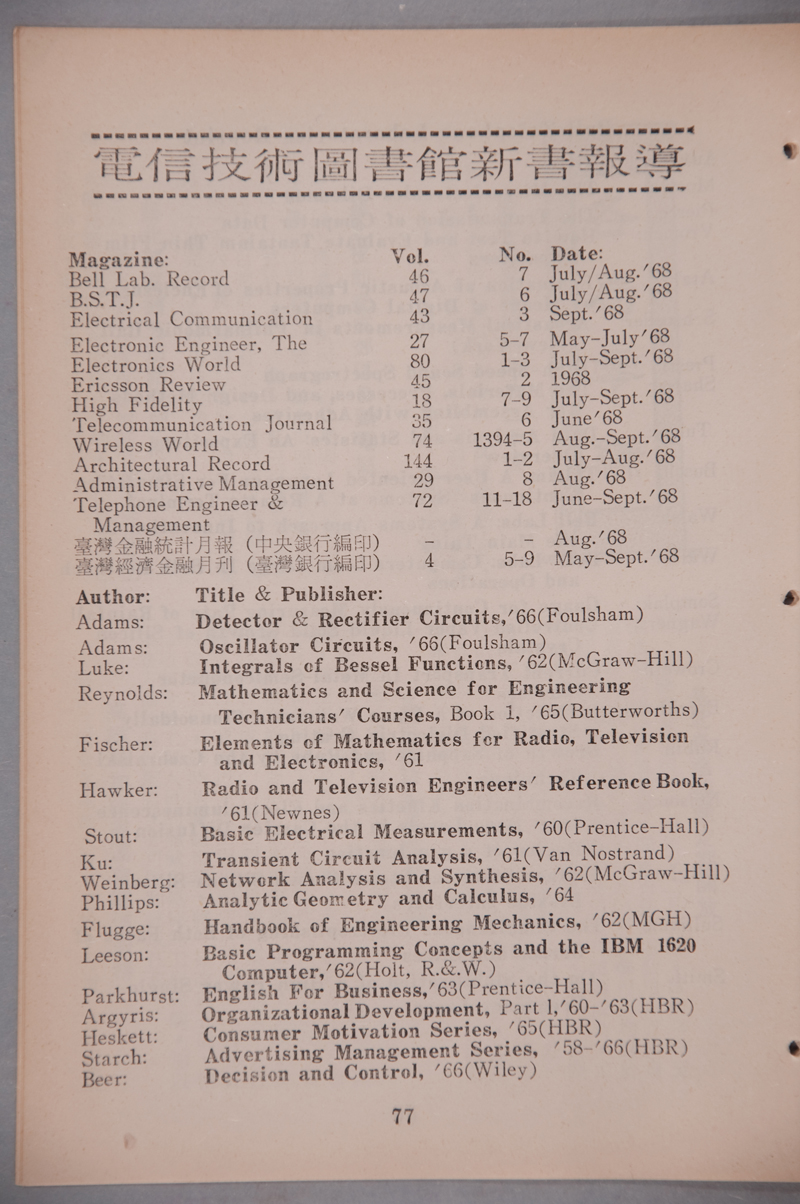 電信技術圖書館新書報導
Magazine: Vol. No. Date:
Bell Lab. Record 46 7 July/Aug.'68
B.S.T.J. 47 6 July/Aug.'68
Electrical Communication 43 3 Sept.'68
Electronic Engineer, The 27 5-7 May-July'68
Electronics World 80 1-3 July-Sept.'68
Ericsson Review 45 2 1968
High Fidelity 18 7-9 July-Sept.'68
Telecommunication Journal 35 6 June'68
Wireless World 74 1394-5 Aug.-Sept.'68
Architectural Record 144 1-2 July-Aug.'68
Administrative Management 29 8 Aug.'68
Telephone Engineer & 72 11-18 June-Sept.'68
Management
臺灣金融統計月報（中央銀行編印） - - Aug.'68
臺灣經濟金融月刊（臺灣銀行編印） 4 5-9 May-Sept.'68
Author: Title & Publisher:
Adams: Detector & Rectifier Circuits,'66(Foulsham)
Adams: Oscillator Circuits, '66(Foulsham)
Luke: Integrals of Bessel Functions, '62(McGraw-Hill)
Reynolds: Mathematics and Science for Engineering
Technicians' Courses, Book 1, '65(Butterworths)
Fischer: Elements of Mathematics for Radio, Television
and Electronics, '61
Hawker: Radio and Television Engineers' Reference Book,
'61(Newnes)
Stout: Basic Electrical Measurements, '60(Prentice-Hall)
Ku: Transient Circuit Analysis, '61(Van Nostrand)
Weinberg: Network Analysis and Synthesis, '62(McGraw-Hill)
Phillips: Analytic Geometry and Calculus, '64
Flugge: Handbook of Engineering Mechanics, '62(MGH)
Leeson: Basic Programming Concepts and the IBM 1620
Computer,'62(Holt, R.&.W.)
Parkhurst: English For Business,'63(Prentice-Hall)
Argyris: Organizational Development, Part 1,'60-'63(HBR)
Heskett: Consumer Motivation Series, '65(HBR)
Starch: Advertising Management Series, '58-'66(HBR)
Beer: Decision and Control, '66(Wiley)
77